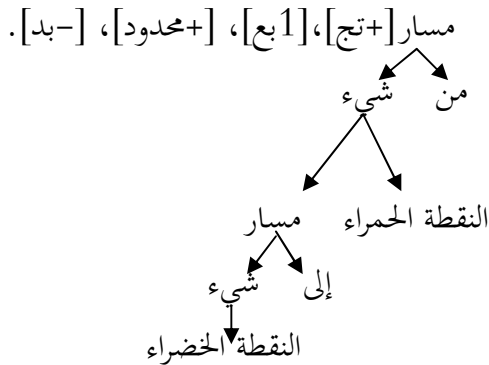 مسار[+تج]،[1بع]، [+محدود]، [−بد].
من شيء
النقطة الحمراء مسار
إلى شيء
النقطة الخضراء